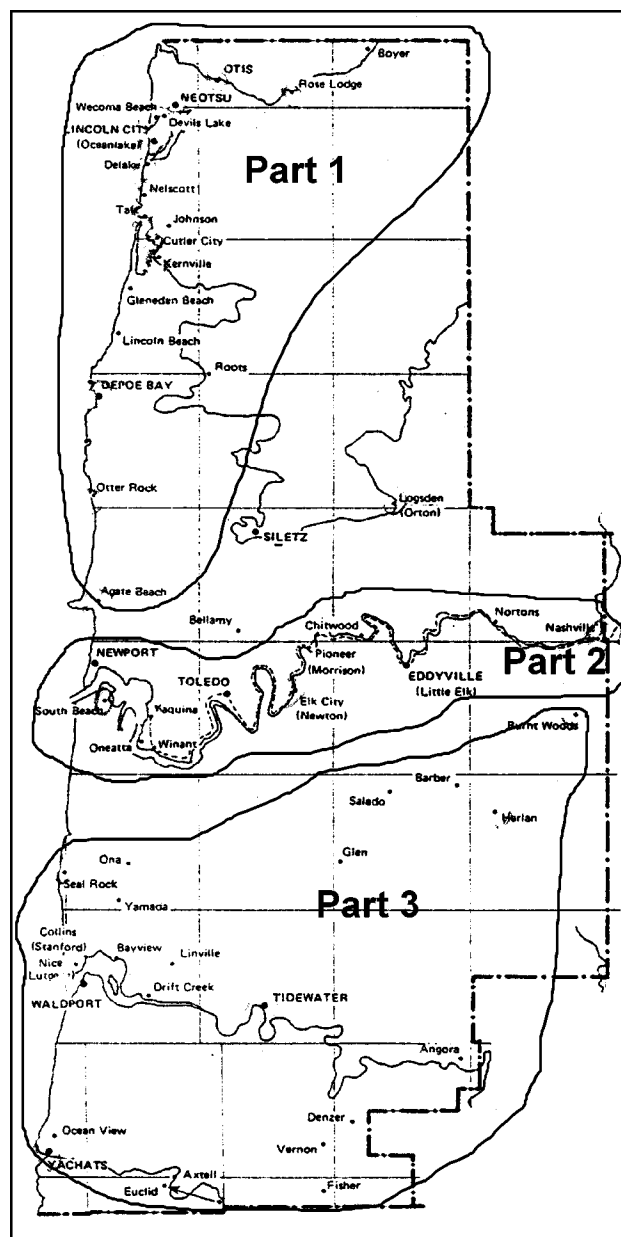 Boyer
OTIS
Rose Lodge
NEOTSU
Wecoma Beach
Devils Lake
LINCOLN CITY
(Oceanlake)
Delake
Part 1
Nelscott
Johnson
Cutler City
Kernville
Gleneden Beach
Lincoln Beach
Roots
DEPOE BAY
Otter Rock
Logsden
(Orton)
SILETZ
Agate Beach
Bellamy
Chitwood
Nortons
Nashville
NEWPORT
Pioneer
(Morrison)
Part 2
TOLEDO
EDDYVILLE
(Little Elk)
South Beach
Yaquina
Elk City
(Newton)
Oneatta
Winant
Burnt Woods
Barber
Salado
Harlan
Ona
Glen
Seal Rock
Yamada
Part 3
Collins
(Stanford)
Bayview
Linville
Nice
WALDPORT
Drift Creek
TIDEWATER
Angora
Denzer
Ocean View
Vernon
YACHATS
Axtell
Euclid
Fisher